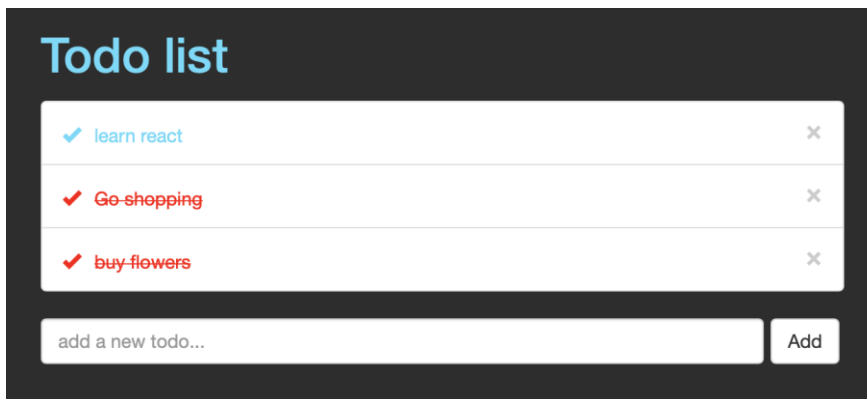 Todo list
learn react
Go shopping
buy flowers
add a new todo...
Add